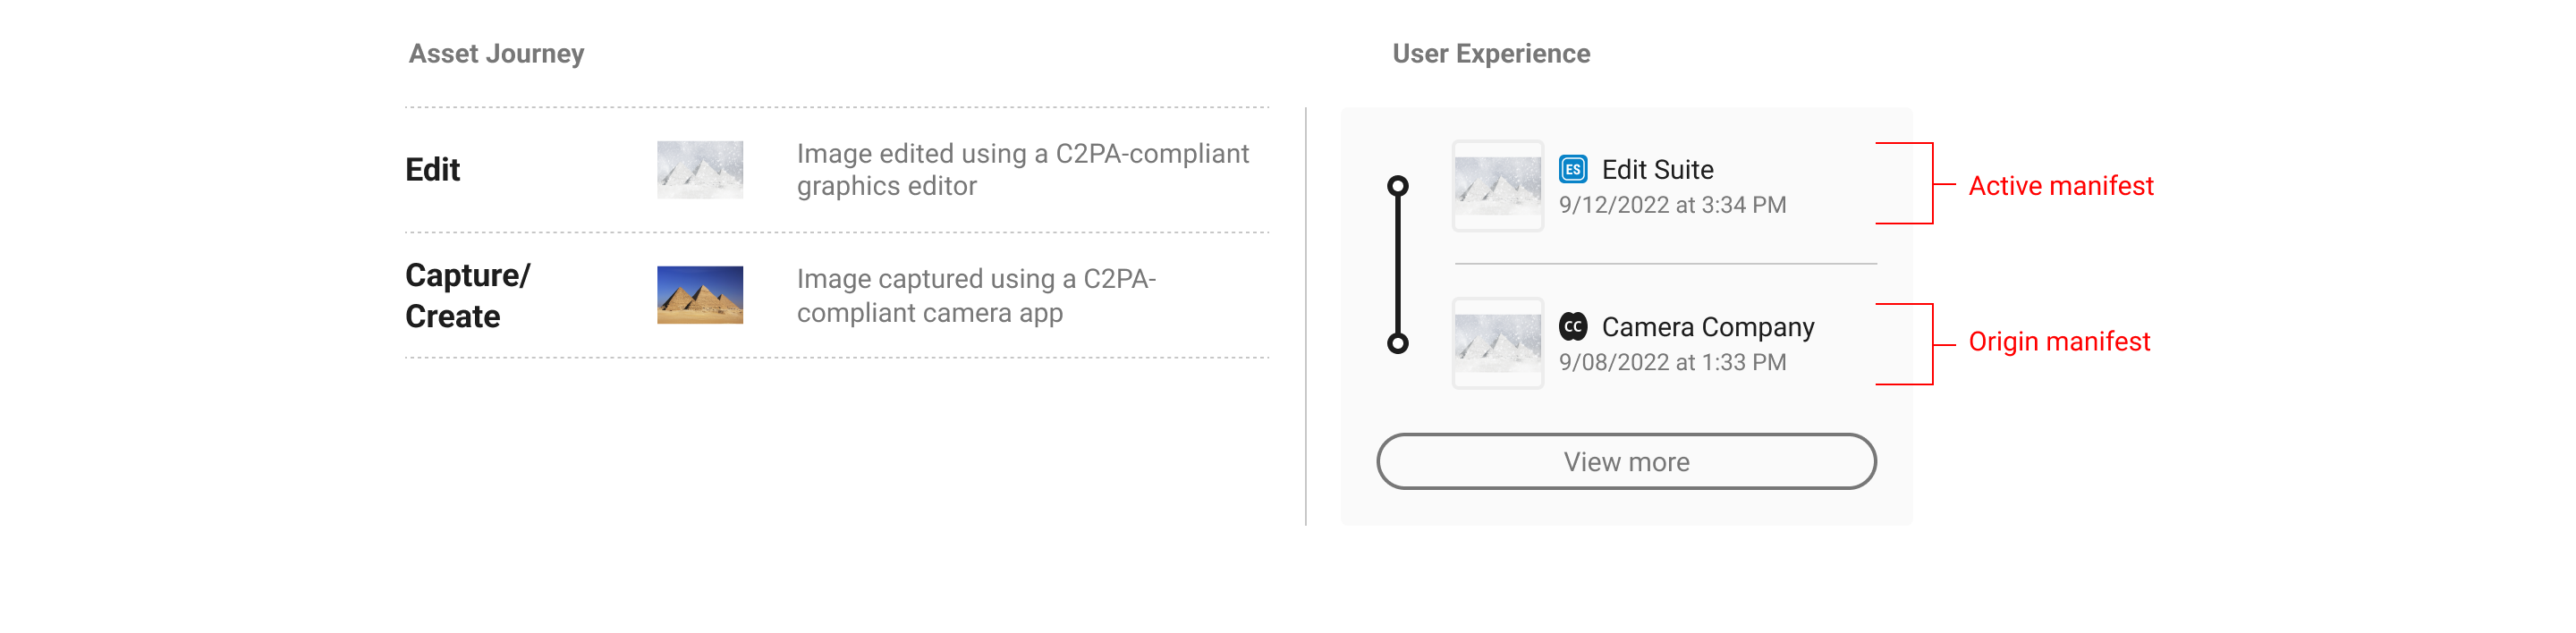 Asset Journey
Edit
Image edited using a C2PA-compliant
graphics editor
Capture/
Create
Image captured using a C2PA-
compliant camera app
User Experience
ES Edit Suite
9/12/2022 at 3:34 PM
Active manifest
CC Camera Company
9/08/2022 at 1:33 PM
Origin manifest
View more